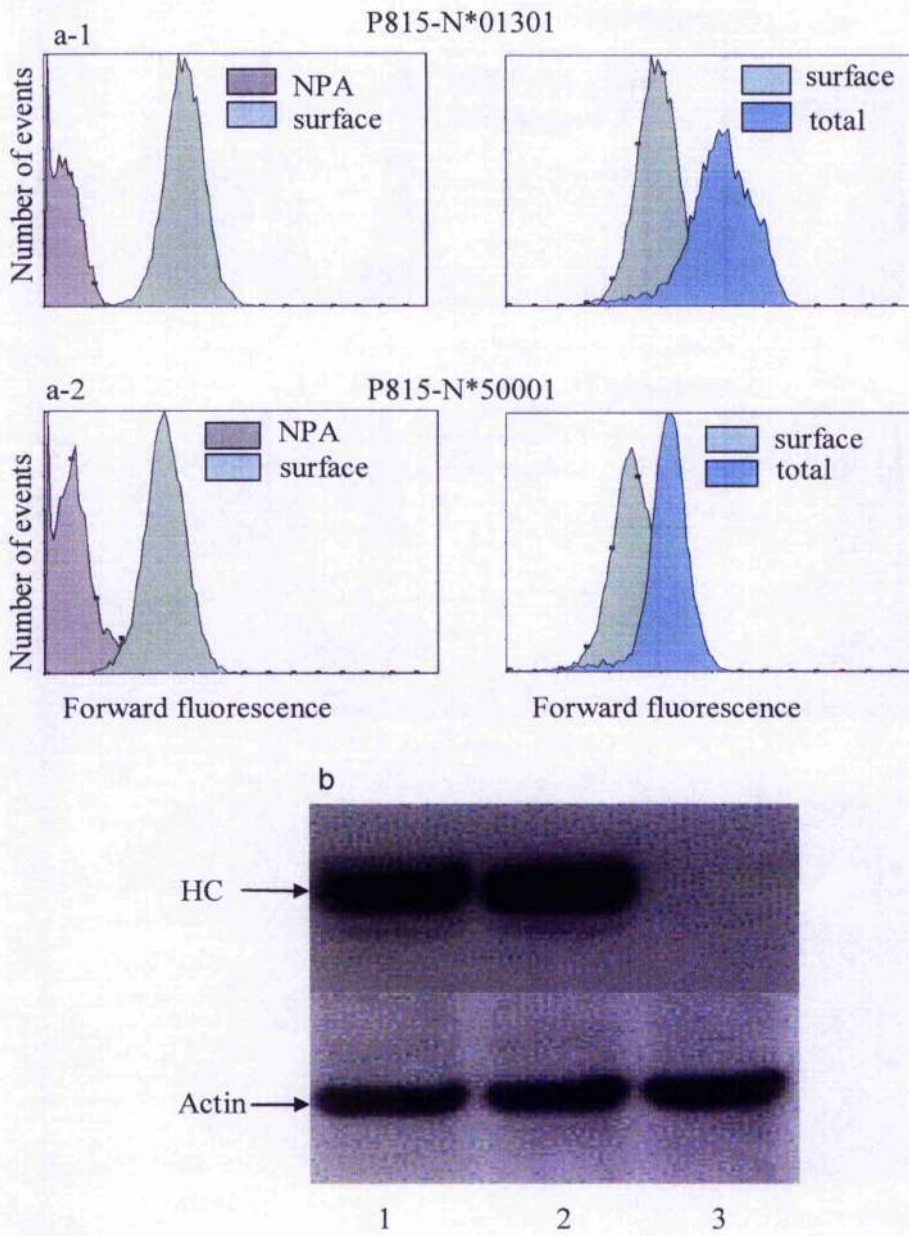 P815-N*01301
a-1
NPA
surface
surface
total
Number of events
P815-N*50001
a-2
NPA
surface
surface
total
Number of events
Forward fluorescence
Forward fluorescence
b
HC
Actin
1 2 3